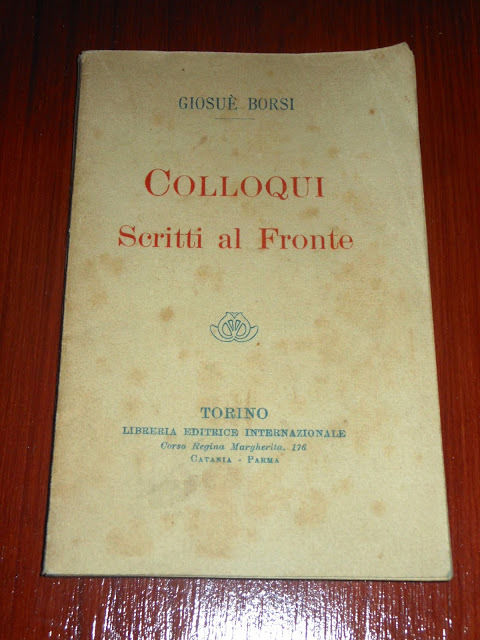 GIOSUÈ BORSI
COLLOQUI
Scritti al Fronte
TORINO
LIBRERIA EDITRICE INTERNAZIONALE
Corso Regina Margherita, 176
CATANIA - PARMA